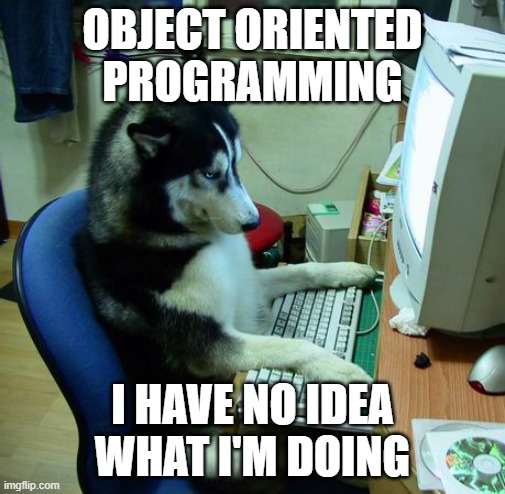 OBJECT ORIENTED
PROGRAMMING
I HAVE NO IDEA
WHAT I'M DOING
imgflip.com